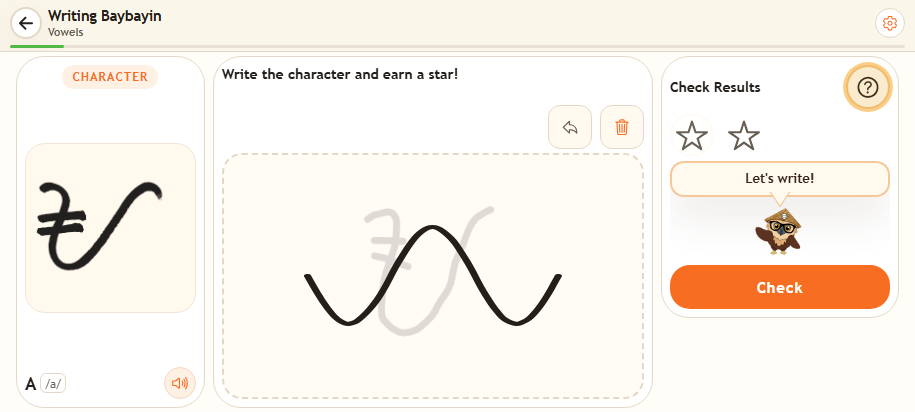 Writing Baybayin
Vowels
CHARACTER
ᜀ
A /a/
Write the character and earn a star!
ᜀ
Check Results
?
Let's write!
Check